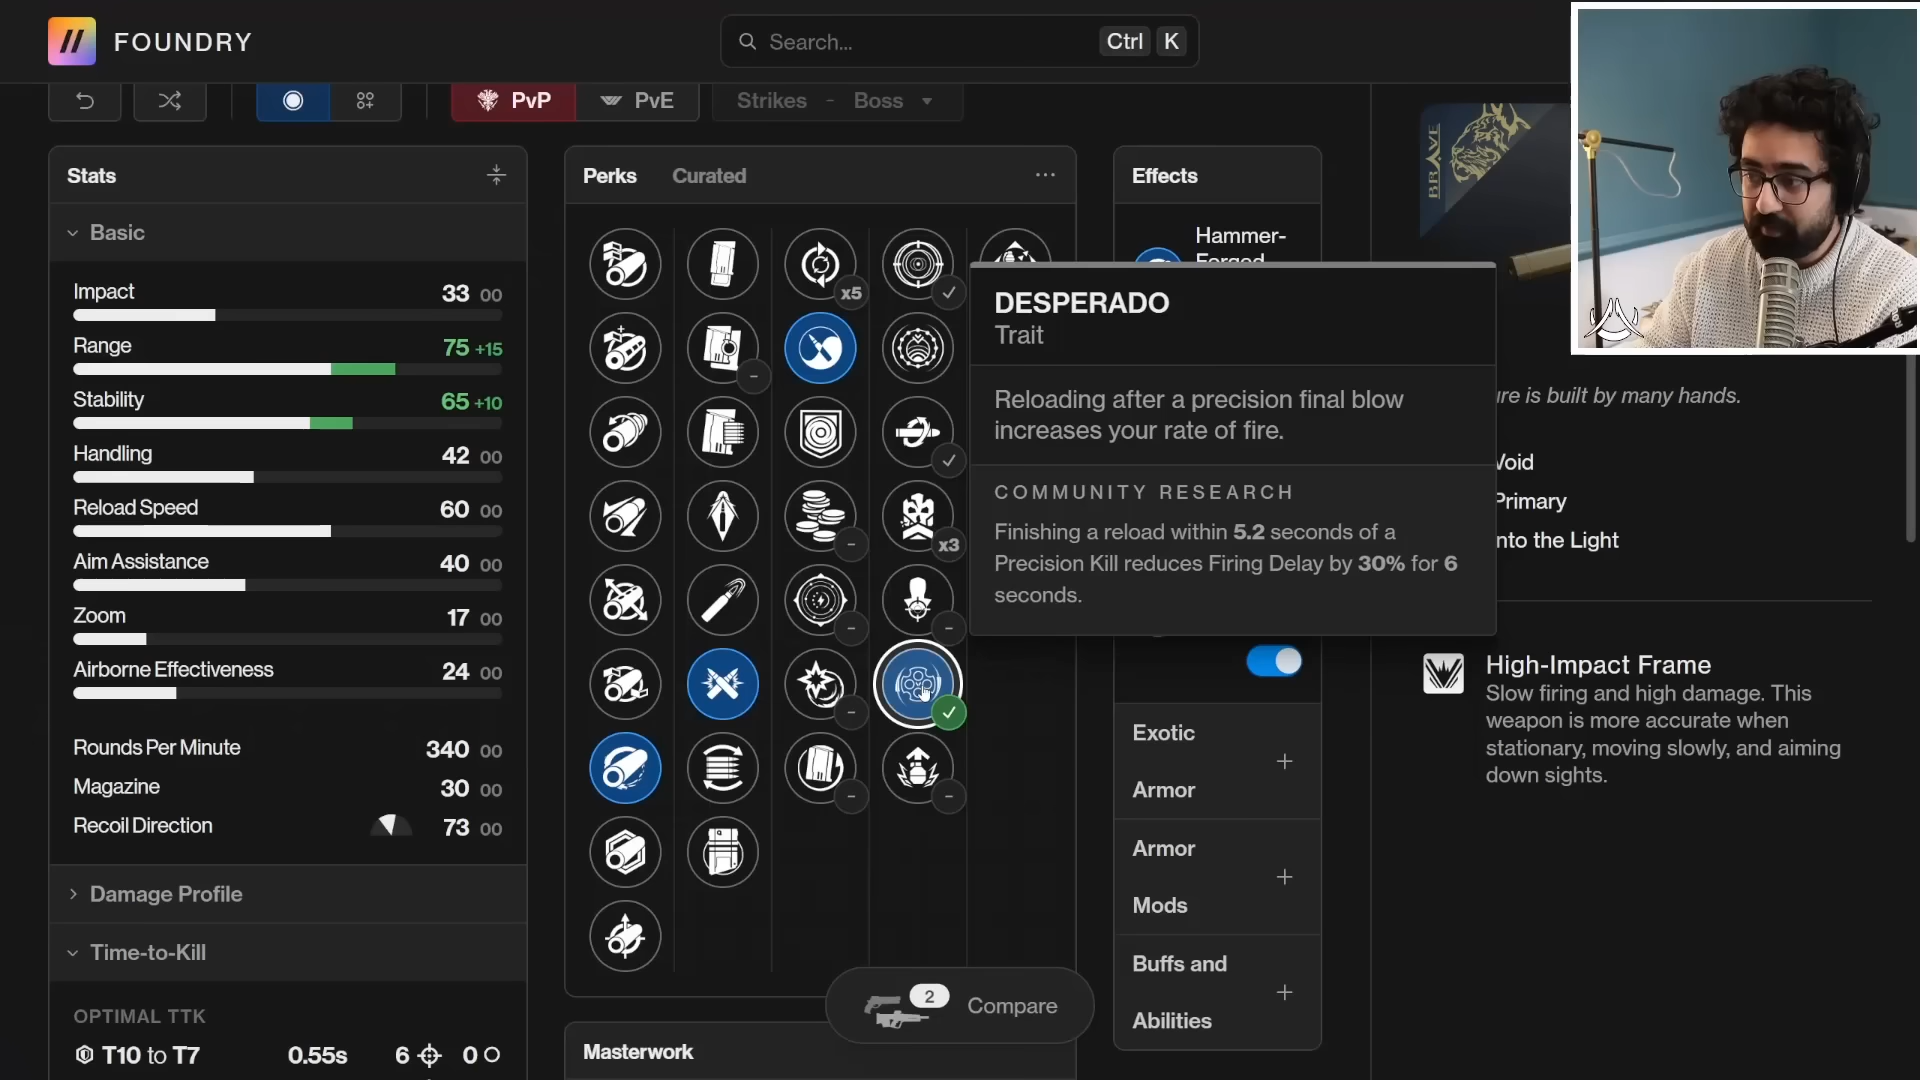 FOUNDRY
Search...
Ctrl
K
PvP
PvE
Strikes - Boss
Stats
Basic
Impact 33 00
Range 75 +15
Stability 65 +10
Handling 42 00
Reload Speed 60 00
Aim Assistance 40 00
Zoom 17 00
Airborne Effectiveness 24 00
Rounds Per Minute 340 00
Magazine 30 00
Recoil Direction 73 00
Damage Profile
Time-to-Kill
OPTIMAL TTK
T10 to T7 0.55s 6 0
Perks
Curated
x5
x3
2 Compare
Masterwork
Effects
Hammer-
Forged
DESPERADO
Trait
Reloading after a precision final blow
increases your rate of fire.
COMMUNITY RESEARCH
Finishing a reload within 5.2 seconds of a
Precision Kill reduces Firing Delay by 30% for 6
seconds.
Exotic
Armor
Armor
Mods
Buffs and
Abilities
BRAVE
ure is built by many hands.
Void
Primary
nto the Light
High-Impact Frame
Slow firing and high damage. This
weapon is more accurate when
stationary, moving slowly, and aiming
down sights.